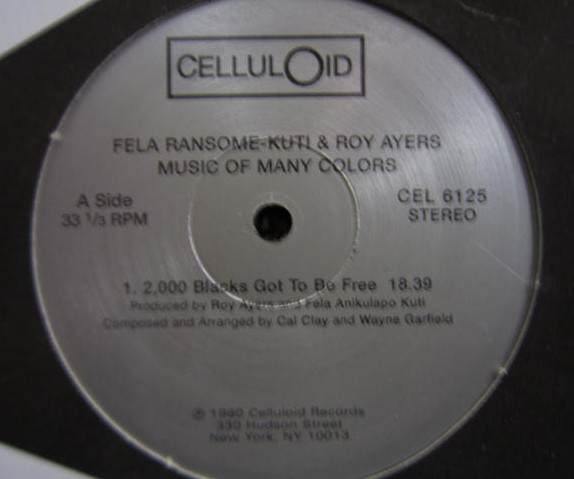 CELLULOID
FELA RANSOME-KUTI & ROY AYERS
MUSIC OF MANY COLORS
A Side
33 1/3 RPM
CEL 6125
STEREO
1. 2,000 Blacks Got To Be Free 18.39
Produced by Roy Ayers and Fela Anikulapo Kuti
Composed and Arranged by Cal Clay and Wayne Garfield
℗ 1980 Celluloid Records
330 Hudson Street
New York, NY 10013